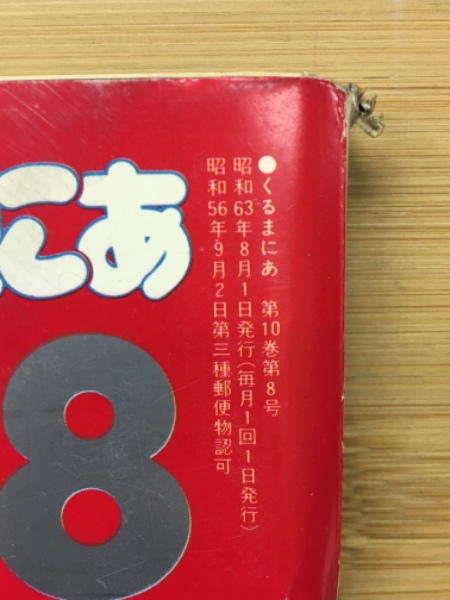 にあ
8
●くるまにあ 第10巻第8号
昭和63年8月1日発行(毎月1回1日発行)
昭和56年9月2日第三種郵便物認可